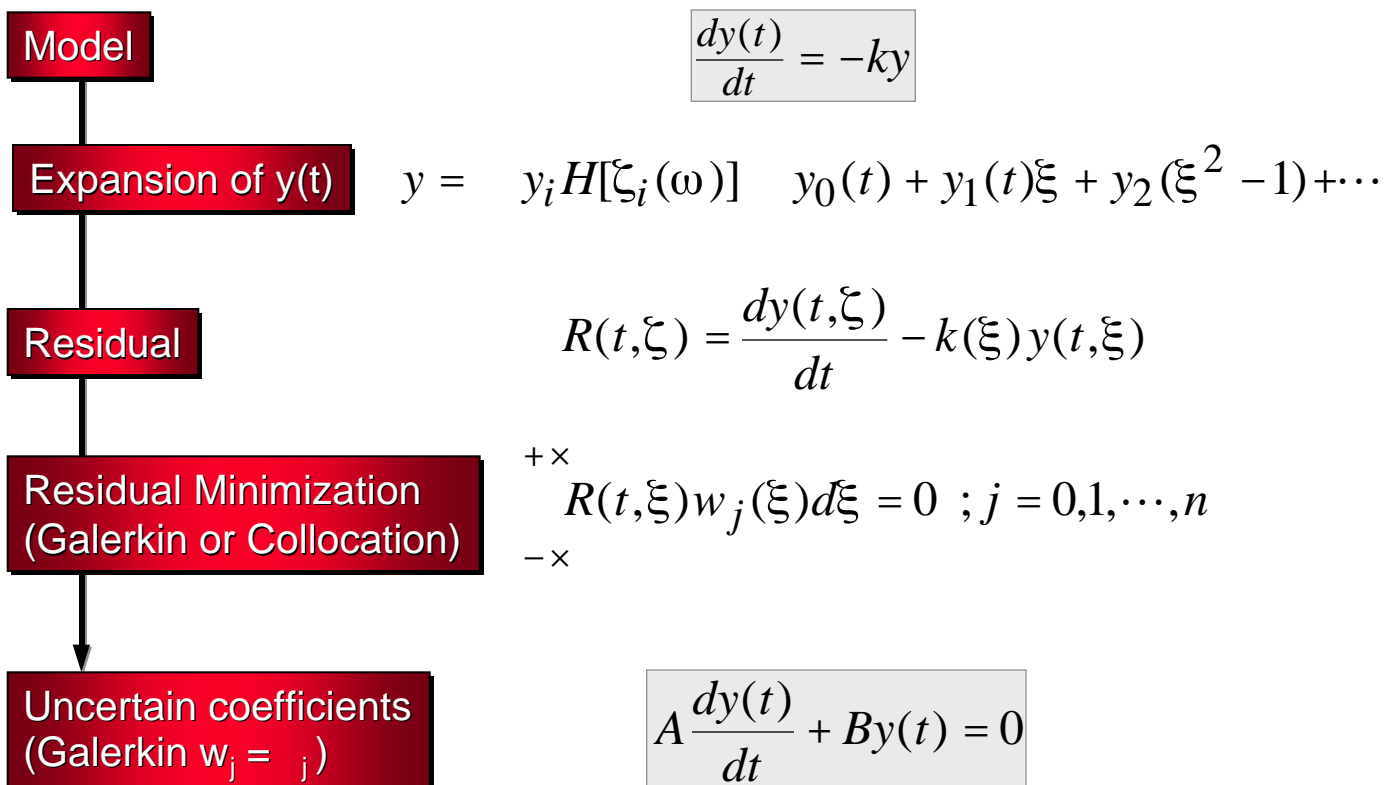 Model
dy(t)/dt = −ky
Expansion of y(t) y = y_i H[ζ_i(ω)] y_0(t) + y_1(t)ξ + y_2(ξ^2 −1)+⋯
Residual R(t,ζ) = dy(t,ζ)/dt − k(ξ) y(t,ξ)
+×
Residual Minimization
(Galerkin or Collocation) R(t,ξ)w_j(ξ)dξ = 0 ; j = 0,1,⋯,n
−×
Uncertain coefficients
(Galerkin w_j = _j)
A dy(t)/dt + By(t) = 0